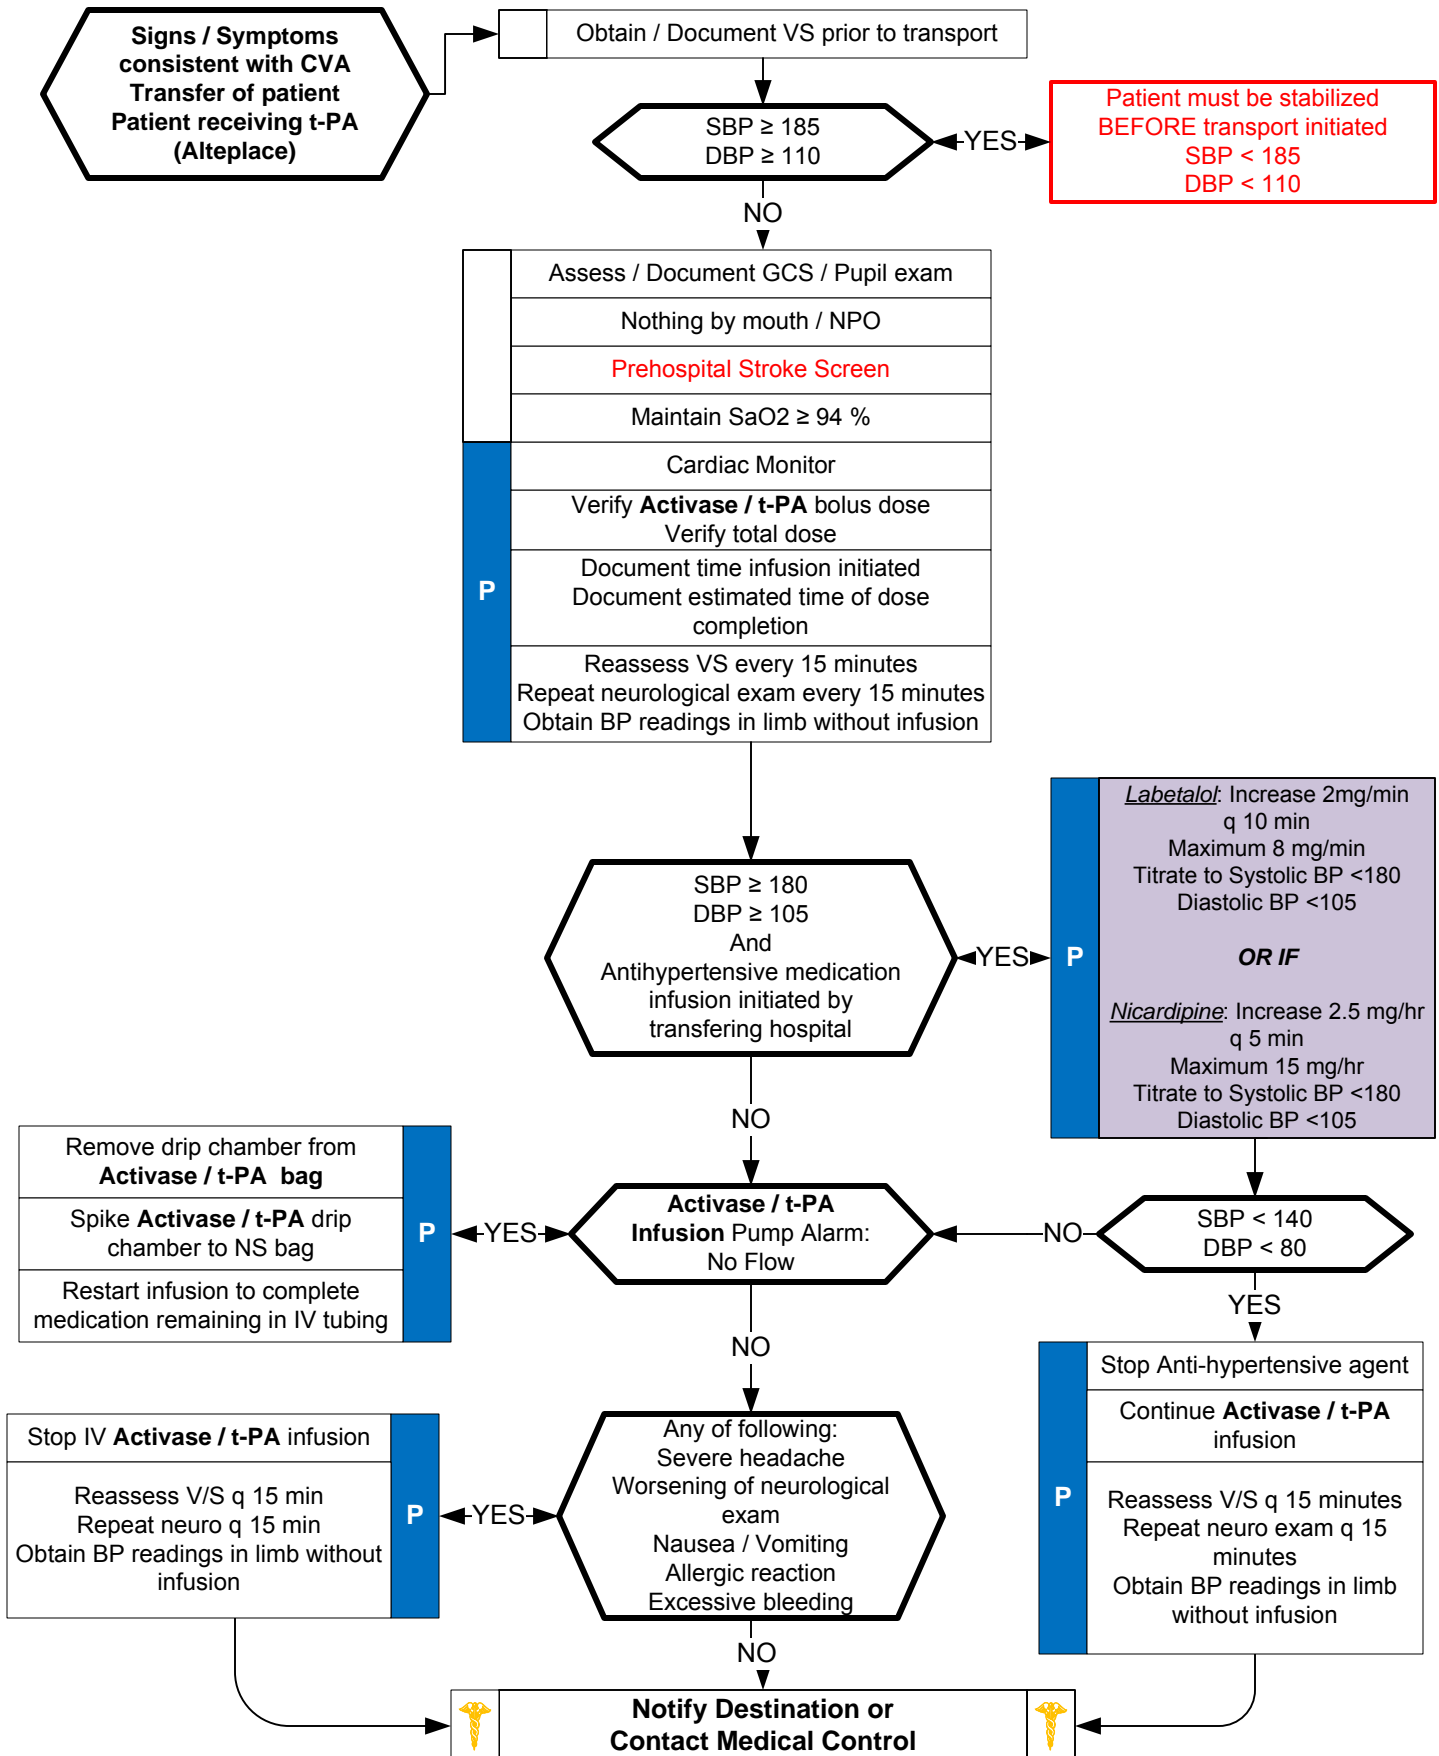 Signs / Symptoms
consistent with CVA
Transfer of patient
Patient receiving t-PA
(Alteplace)
Obtain / Document VS prior to transport
SBP ≥ 185
DBP ≥ 110
YES
Patient must be stabilized
BEFORE transport initiated
SBP < 185
DBP < 110
NO
Assess / Document GCS / Pupil exam
Nothing by mouth / NPO
Prehospital Stroke Screen
Maintain SaO2 ≥ 94 %
P
Cardiac Monitor
Verify Activase / t-PA bolus dose
Verify total dose
Document time infusion initiated
Document estimated time of dose
completion
Reassess VS every 15 minutes
Repeat neurological exam every 15 minutes
Obtain BP readings in limb without infusion
SBP ≥ 180
DBP ≥ 105
And
Antihypertensive medication
infusion initiated by
transfering hospital
YES
P
Labetalol: Increase 2mg/min
q 10 min
Maximum 8 mg/min
Titrate to Systolic BP <180
Diastolic BP <105
OR IF
Nicardipine: Increase 2.5 mg/hr
q 5 min
Maximum 15 mg/hr
Titrate to Systolic BP <180
Diastolic BP <105
NO
Remove drip chamber from
Activase / t-PA bag
Spike Activase / t-PA drip
chamber to NS bag
Restart infusion to complete
medication remaining in IV tubing
P
YES
Activase / t-PA
Infusion Pump Alarm:
No Flow
NO
SBP < 140
DBP < 80
YES
NO
P
Stop Anti-hypertensive agent
Continue Activase / t-PA
infusion
Reassess V/S q 15 minutes
Repeat neuro exam q 15
minutes
Obtain BP readings in limb
without infusion
Stop IV Activase / t-PA infusion
Reassess V/S q 15 min
Repeat neuro q 15 min
Obtain BP readings in limb without
infusion
P
YES
Any of following:
Severe headache
Worsening of neurological
exam
Nausea / Vomiting
Allergic reaction
Excessive bleeding
NO
Notify Destination or
Contact Medical Control